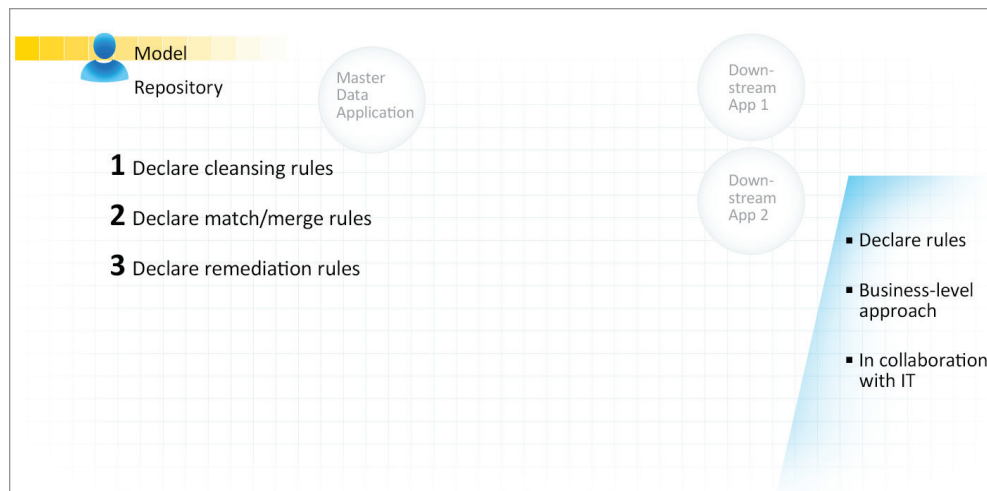 Model
Repository
Master
Data
Application
Down-
stream
App 1
Down-
stream
App 2
1 Declare cleansing rules
2 Declare match/merge rules
3 Declare remediation rules
▪ Declare rules
▪ Business-level
approach
▪ In collaboration
with IT